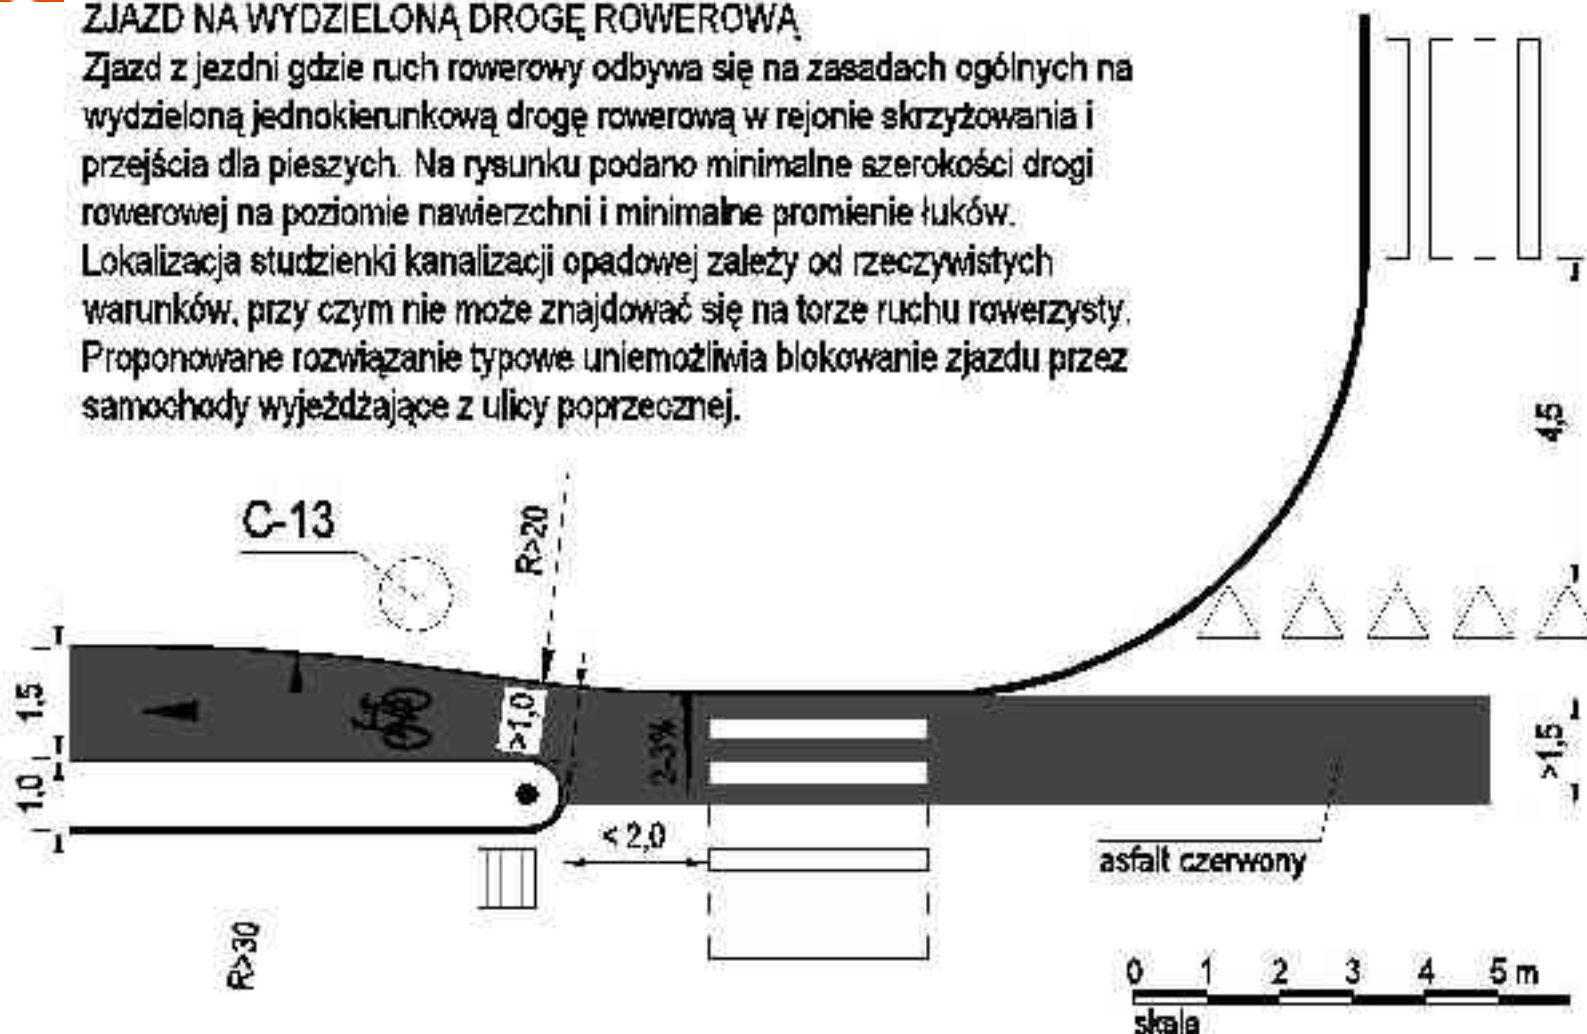 ZJAZD NA WYDZIELONĄ DROGĘ ROWEROWĄ
Zjazd z jezdni gdzie ruch rowerowy odbywa się na zasadach ogólnych na
wydzieloną jednokierunkową drogę rowerową w rejonie skrzyżowania i
przejścia dla pieszych. Na rysunku podano minimalne szerokości drogi
rowerowej na poziomie nawierzchni i minimalne promienie łuków.
Lokalizacja studzienki kanalizacji opadowej zależy od rzeczywistych
warunków, przy czym nie może znajdować się na torze ruchu rowerzysty.
Proponowane rozwiązanie typowe uniemożliwia blokowanie zjazdu przez
samochody wyjeżdżające z ulicy poprzecznej.
4,5
C-13
R>20
1,5
>1,0
2-3%
>1,5
1,0
< 2,0
asfalt czerwony
R>30
0 1 2 3 4 5 m
skala